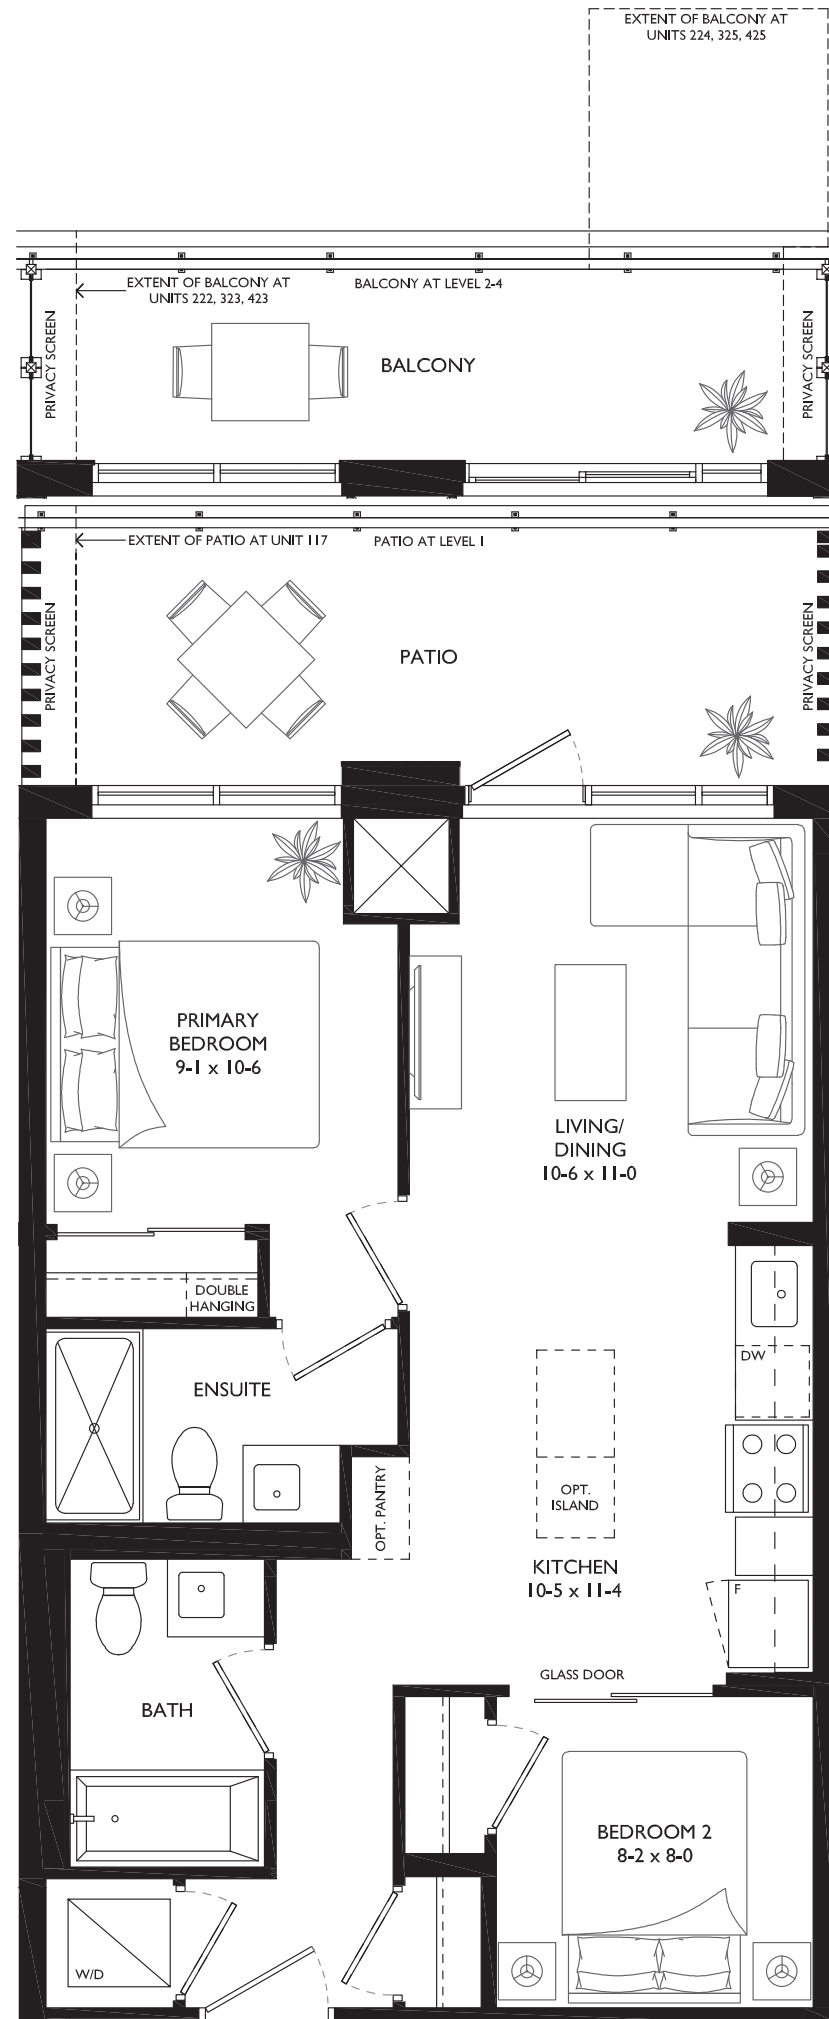 EXTENT OF BALCONY AT
UNITS 224, 325, 425
EXTENT OF BALCONY AT
UNITS 222, 323, 423
BALCONY AT LEVEL 2-4
PRIVACY SCREEN
BALCONY
PRIVACY SCREEN
EXTENT OF PATIO AT UNIT 117
PATIO AT LEVEL 1
PRIVACY SCREEN
PATIO
PRIVACY SCREEN
PRIMARY
BEDROOM
9-1 x 10-6
LIVING/
DINING
10-6 x 11-0
DOUBLE
HANGING
ENSUITE
DW
OPT. PANTRY
OPT.
ISLAND
KITCHEN
10-5 x 11-4
F
GLASS DOOR
BATH
BEDROOM 2
8-2 x 8-0
W/D